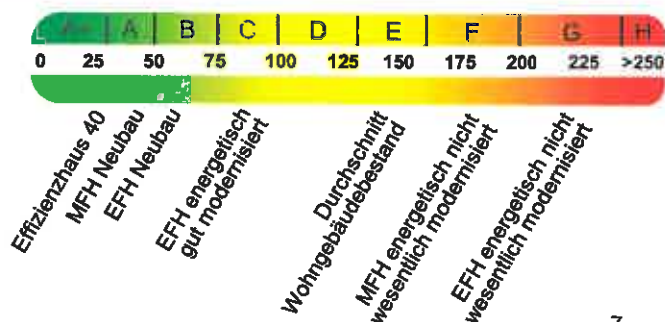 A+ A B C D E F G H
0 25 50 75 100 125 150 175 200 225 >250
Effizienzhaus 40
MFH Neubau
EFH Neubau
EFH energetisch
gut modernisiert
Durchschnitt
Wohngebäudebestand
MFH energetisch nicht
wesentlich modernisiert
EFH energetisch nicht
wesentlich modernisiert